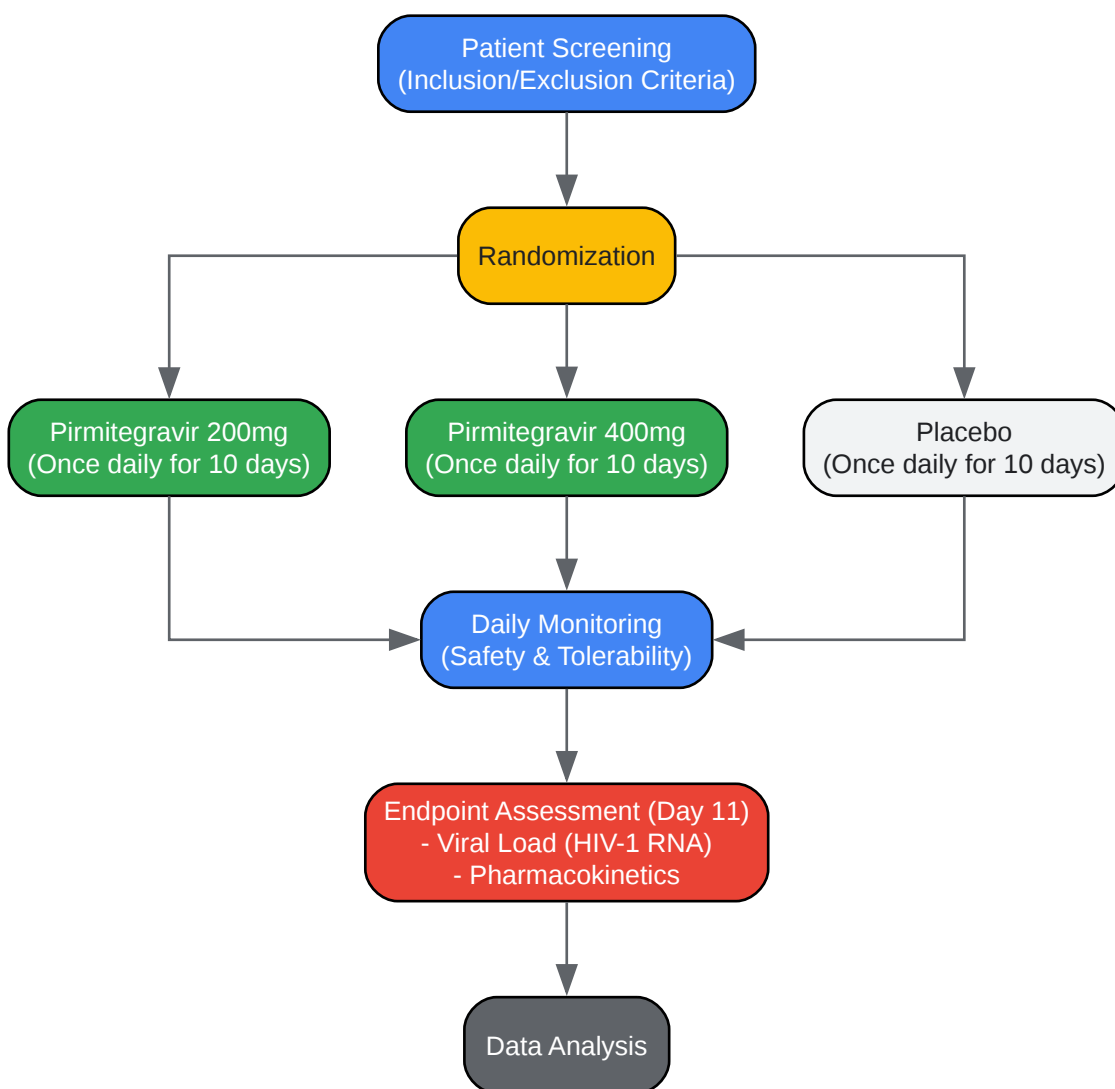 Patient Screening
(Inclusion/Exclusion Criteria)
Randomization
Pirmitegravir 200mg
(Once daily for 10 days)
Pirmitegravir 400mg
(Once daily for 10 days)
Placebo
(Once daily for 10 days)
Daily Monitoring
(Safety & Tolerability)
Endpoint Assessment (Day 11)
- Viral Load (HIV-1 RNA)
- Pharmacokinetics
Data Analysis